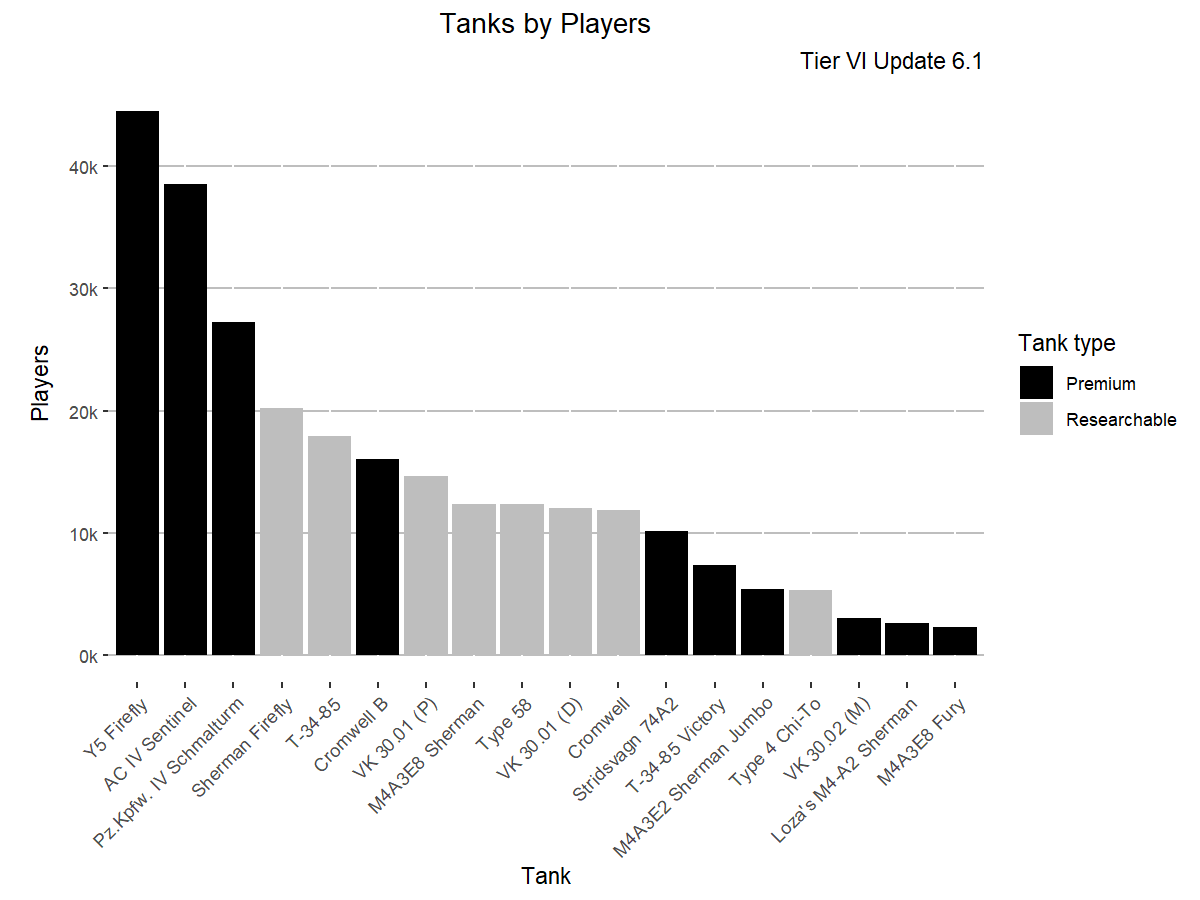 Tanks by Players
Tier VI Update 6.1
Players
40k
30k
20k
10k
0k
Y5 Firefly
AC IV Sentinel
Pz.Kpfw. IV Schmalturm
Sherman Firefly
T-34-85
Cromwell B
VK 30.01 (P)
M4A3E8 Sherman
Type 58
VK 30.01 (D)
Cromwell
Stridsvagn 74A2
T-34-85 Victory
M4A3E2 Sherman Jumbo
Type 4 Chi-To
VK 30.02 (M)
Loza's M4-A2 Sherman
M4A3E8 Fury
Tank
Tank type
Premium
Researchable